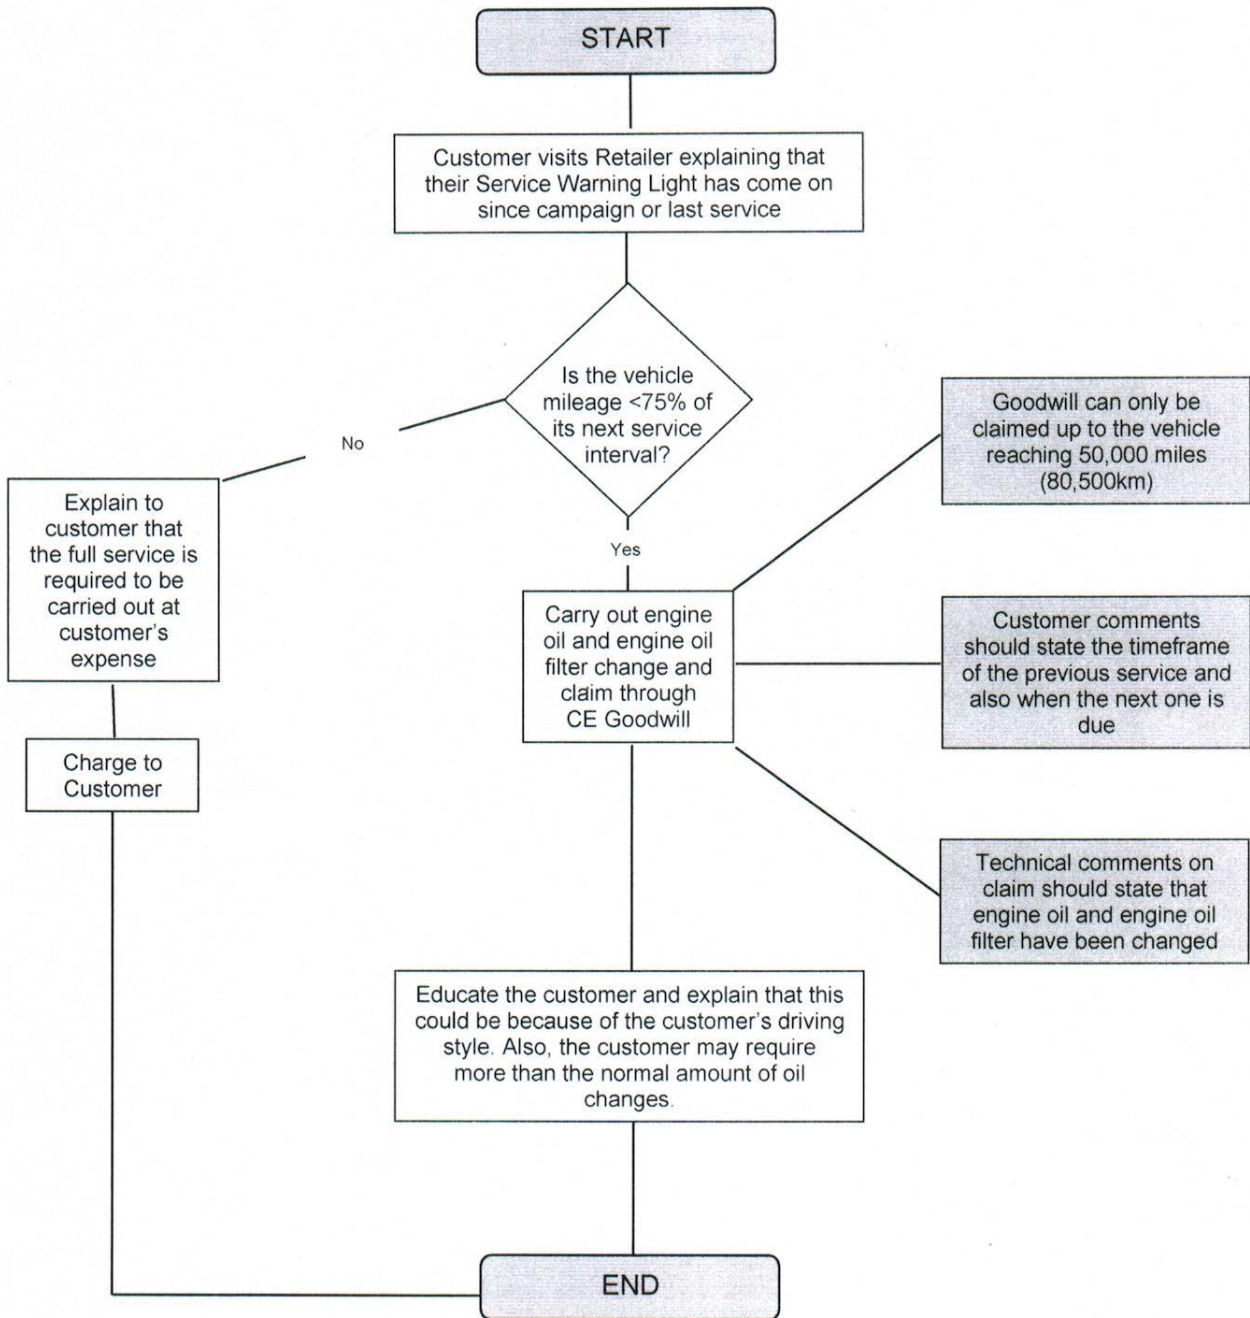 START
Customer visits Retailer explaining that
their Service Warning Light has come on
since campaign or last service
Is the vehicle
mileage <75% of
its next service
interval?
No
Yes
Explain to
customer that
the full service is
required to be
carried out at
customer's
expense
Charge to
Customer
Carry out engine
oil and engine oil
filter change and
claim through
CE Goodwill
Goodwill can only be
claimed up to the vehicle
reaching 50,000 miles
(80,500km)
Customer comments
should state the timeframe
of the previous service and
also when the next one is
due
Technical comments on
claim should state that
engine oil and engine oil
filter have been changed
Educate the customer and explain that this
could be because of the customer's driving
style. Also, the customer may require
more than the normal amount of oil
changes.
END